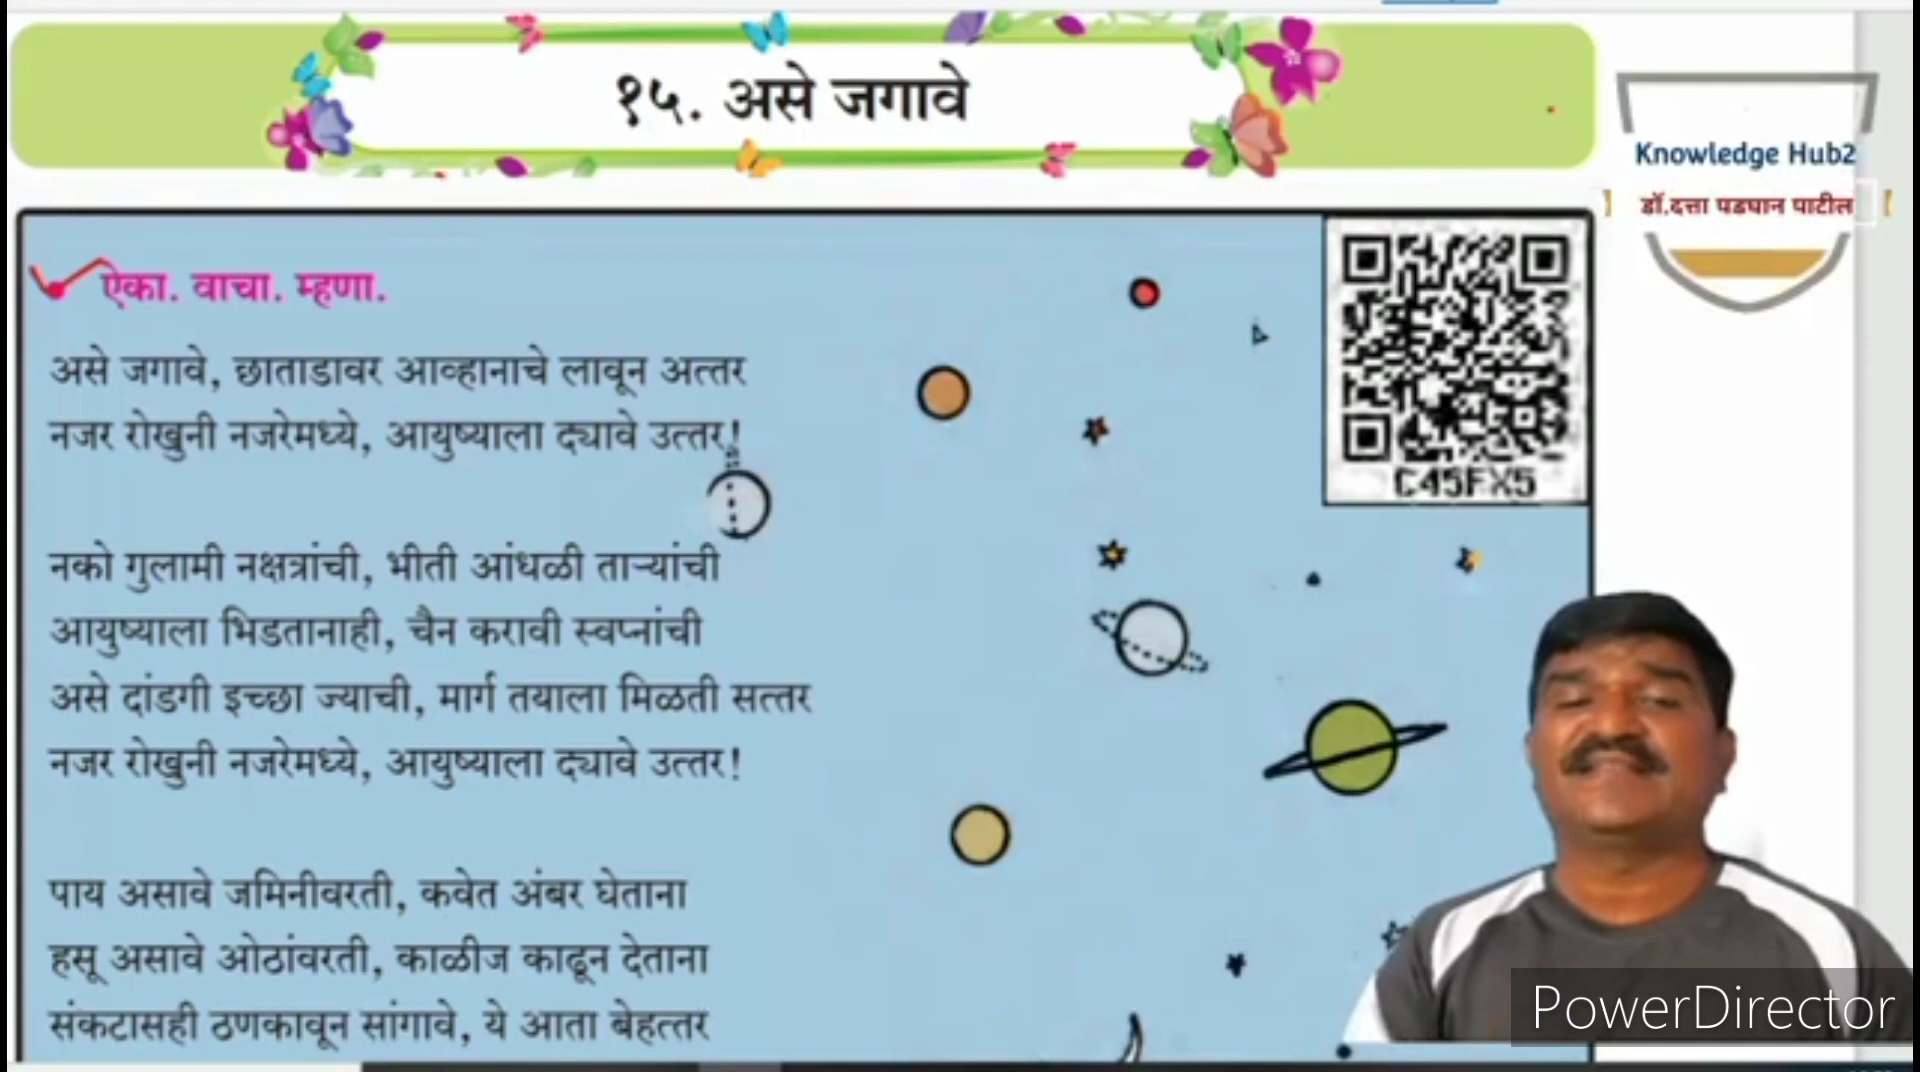 १५. असे जगावे
Knowledge Hub2
डॉ.दत्ता पडघान पाटील
ऐका. वाचा. म्हणा.
C45FX5
असे जगावे, छाताडावर आव्हानाचे लावून अत्तर
नजर रोखुनी नजरेमध्ये, आयुष्याला द्यावे उत्तर!
नको गुलामी नक्षत्रांची, भीती आंधळी ताऱ्यांची
आयुष्याला भिडतानाही, चैन करावी स्वप्नांची
असे दांडगी इच्छा ज्याची, मार्ग तयाला मिळती सत्तर
नजर रोखुनी नजरेमध्ये, आयुष्याला द्यावे उत्तर!
पाय असावे जमिनीवरती, कवेत अंबर घेताना
हसू असावे ओठांवरती, काळीज काढून देताना
संकटासही ठणकावून सांगावे, ये आता बेहत्तर
PowerDirector